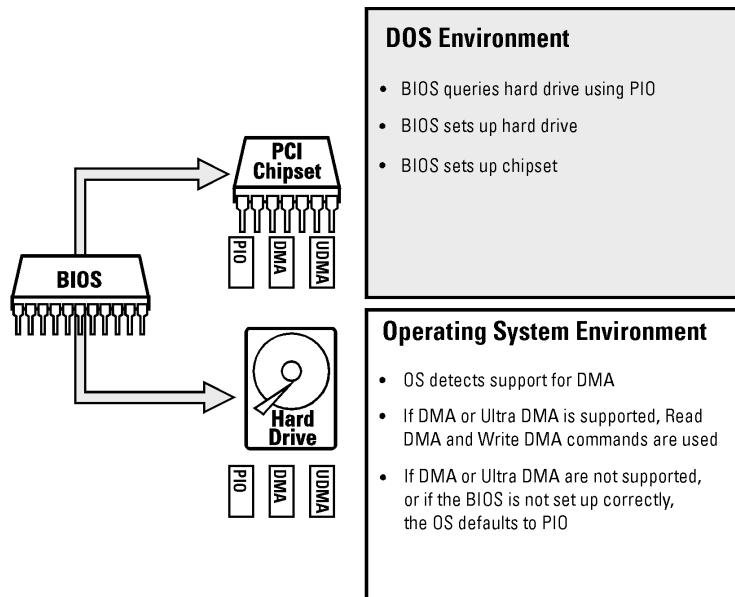 DOS Environment
• BIOS queries hard drive using PIO
• BIOS sets up hard drive
• BIOS sets up chipset
PCI
Chipset
PIO
DMA
UDMA
BIOS
Hard
Drive
PIO
DMA
UDMA
Operating System Environment
• OS detects support for DMA
• If DMA or Ultra DMA is supported, Read
DMA and Write DMA commands are used
• If DMA or Ultra DMA are not supported,
or if the BIOS is not set up correctly,
the OS defaults to PIO